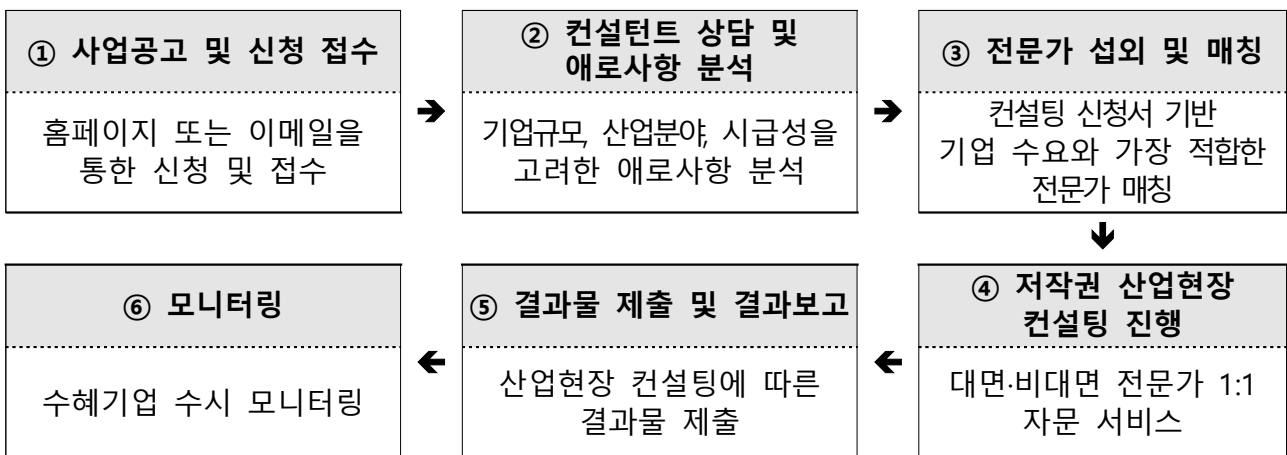 ① 사업공고 및 신청 접수
홈페이지 또는 이메일을
통한 신청 및 접수
➔
② 컨설턴트 상담 및
애로사항 분석
기업규모, 산업분야, 시급성을
고려한 애로사항 분석
➔
③ 전문가 섭외 및 매칭
컨설팅 신청서 기반
기업 수요와 가장 적합한
전문가 매칭
④ 저작권 산업현장
컨설팅 진행
대면·비대면 전문가 1:1
자문 서비스
⑤ 결과물 제출 및 결과보고
산업현장 컨설팅에 따른
결과물 제출
⑥ 모니터링
수혜기업 수시 모니터링